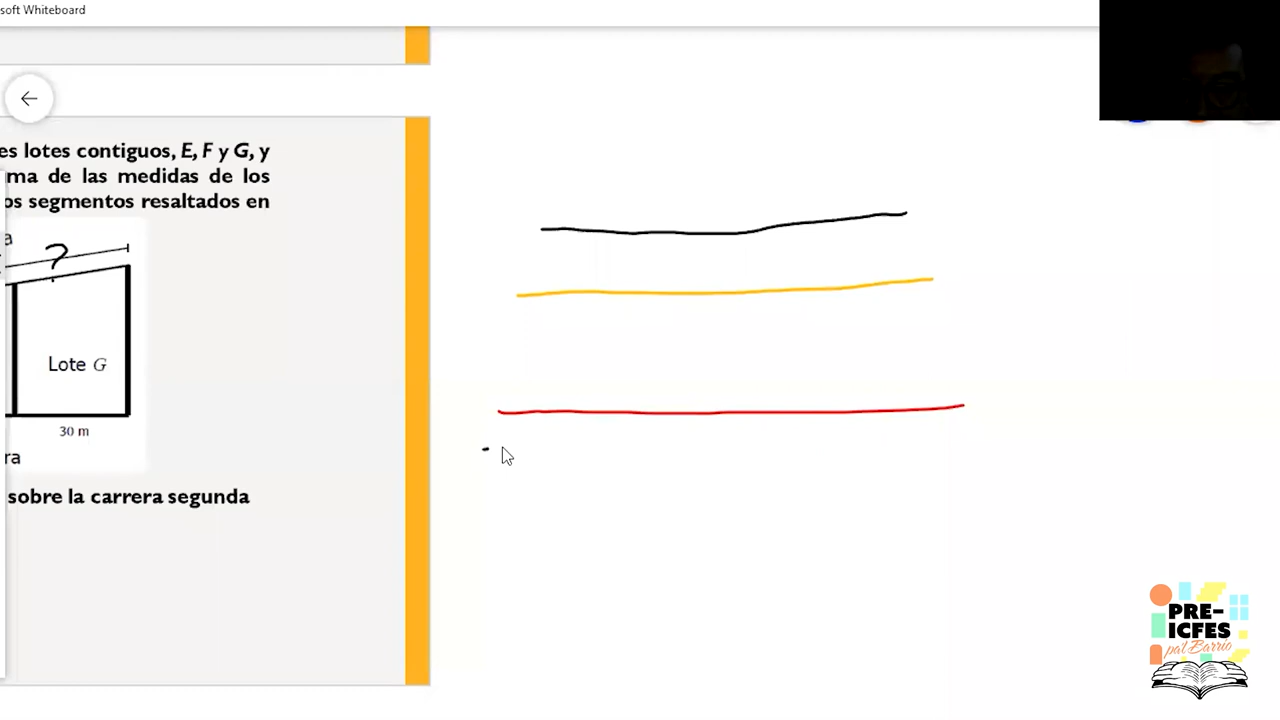 soft Whiteboard
es lotes contiguos, E, F y G, y
ma de las medidas de los
os segmentos resaltados en
a
?
Lote G
30 m
ra
sobre la carrera segunda
PRE-
ICFES
pa'l Barrio